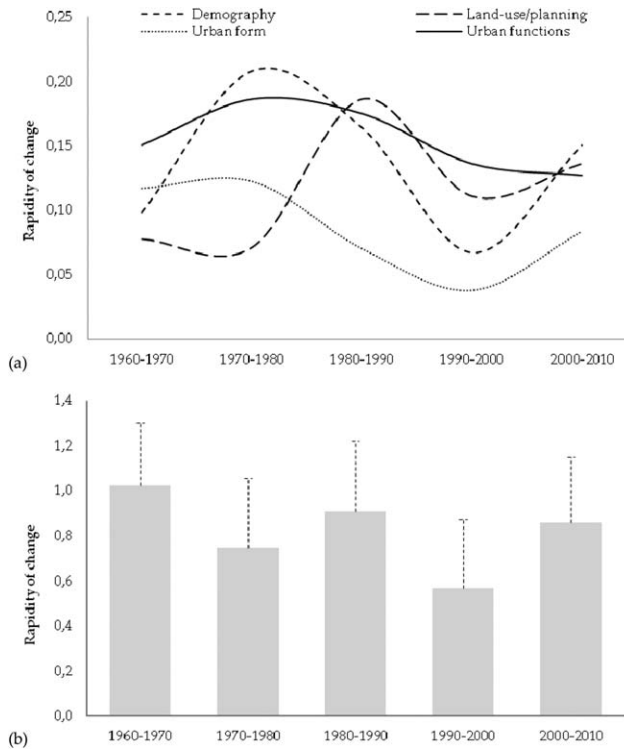 Demography Land-use/planning
Urban form Urban functions
0,25
0,20
0,15
0,10
0,05
0,00
Rapidity of change
1960-1970 1970-1980 1980-1990 1990-2000 2000-2010
(a)
1,4
1,2
1,0
0,8
0,6
0,4
0,2
0,0
Rapidity of change
1960-1970 1970-1980 1980-1990 1990-2000 2000-2010
(b)